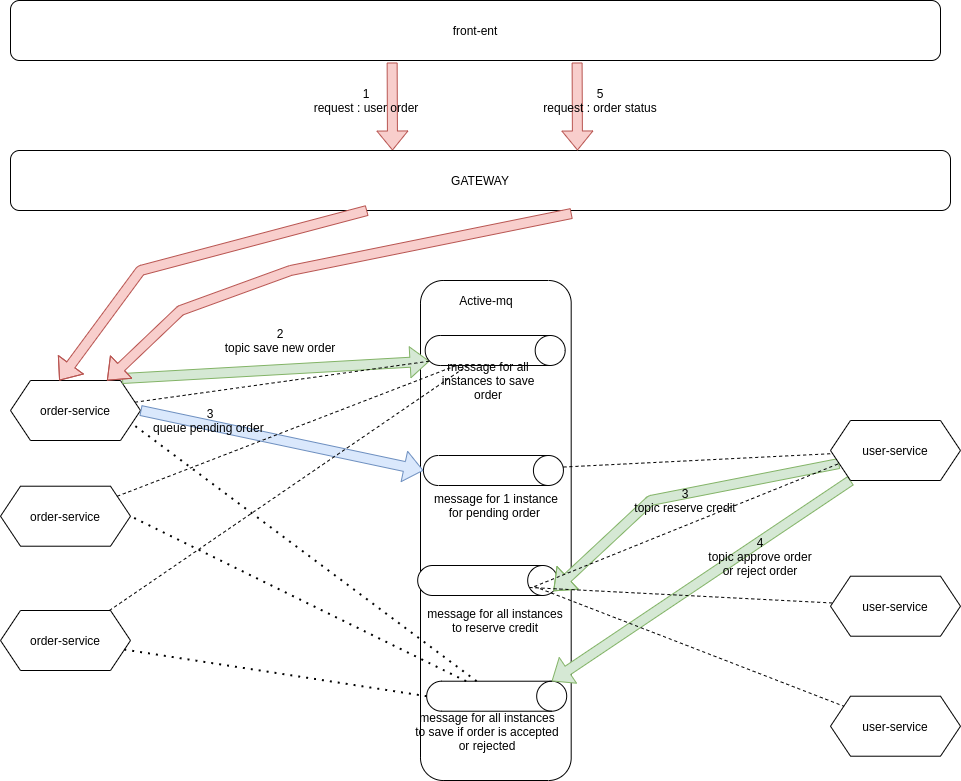 front-ent
1
request : user order
5
request : order status
GATEWAY
Active-mq
2
topic save new order
message for all
instances to save
order
order-service
3
queue pending order
user-service
message for 1 instance
for pending order
3
topic reserve credit
order-service
4
topic approve order
or reject order
message for all instances
to reserve credit
user-service
order-service
message for all instances
to save if order is accepted
or rejected
user-service